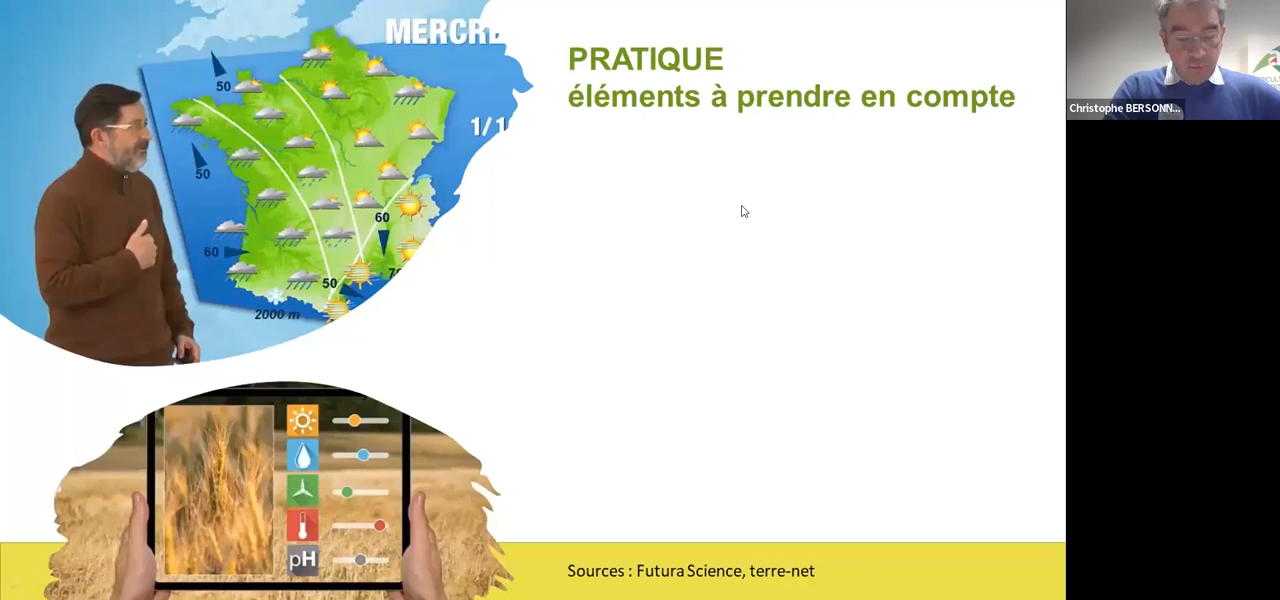 MERCRE
50
1/1
50
60
60
50
2000 m
PRATIQUE
éléments à prendre en compte
pH
Sources : Futura Science, terre-net
Christophe BERSONN...